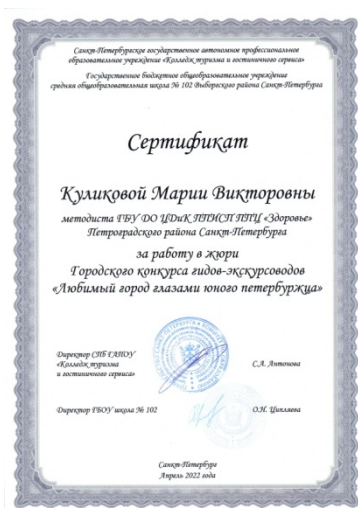 Санкт-Петербургское государственное автономное профессиональное
образовательное учреждение «Колледж туризма и гостиничного сервиса»
Государственное бюджетное общеобразовательное учреждение
средняя общеобразовательная школа № 102 Выборгского района Санкт-Петербурга
Сертификат
Куликовой Марии Викторовны
методиста ГБУ ДО ЦДиК ППМСП ППЦ «Здоровье»
Петроградского района Санкт-Петербурга
за работу в жюри
Городского конкурса гидов-экскурсоводов
«Любимый город глазами юного петербуржца»
Директор СПб ГАПОУ
«Колледж туризма
и гостиничного сервиса»
С.А. Антонова
Директор ГБОУ школа № 102
О.Н. Ципляева
Санкт-Петербург
Апрель 2022 года